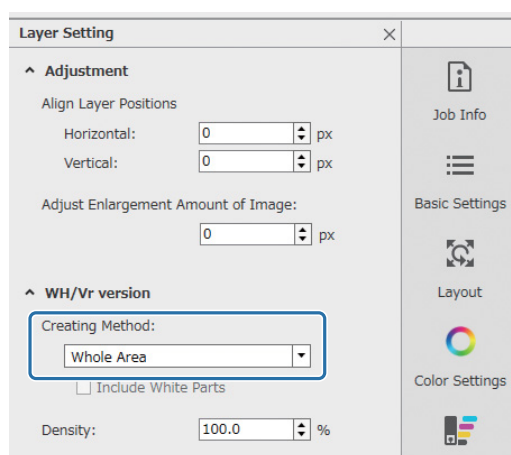 Layer Setting
Adjustment
Align Layer Positions
Horizontal: 0 px
Vertical: 0 px
Adjust Enlargement Amount of Image:
0 px
WH/Vr version
Creating Method:
Whole Area
Include White Parts
Density: 100.0 %
Job Info
Basic Settings
Layout
Color Settings